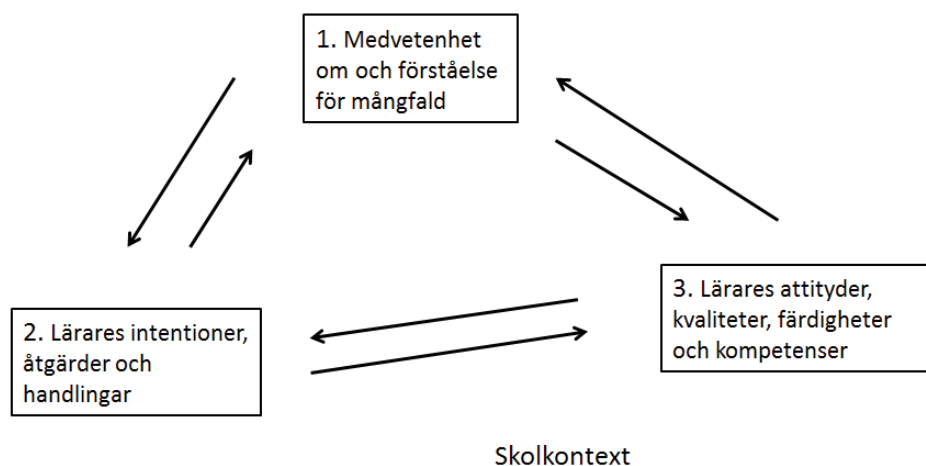 1. Medvetenhet
om och förståelse
för mångfald
2. Lärares intentioner,
åtgärder och
handlingar
3. Lärares attityder,
kvaliteter, färdigheter
och kompetenser
Skolkontext